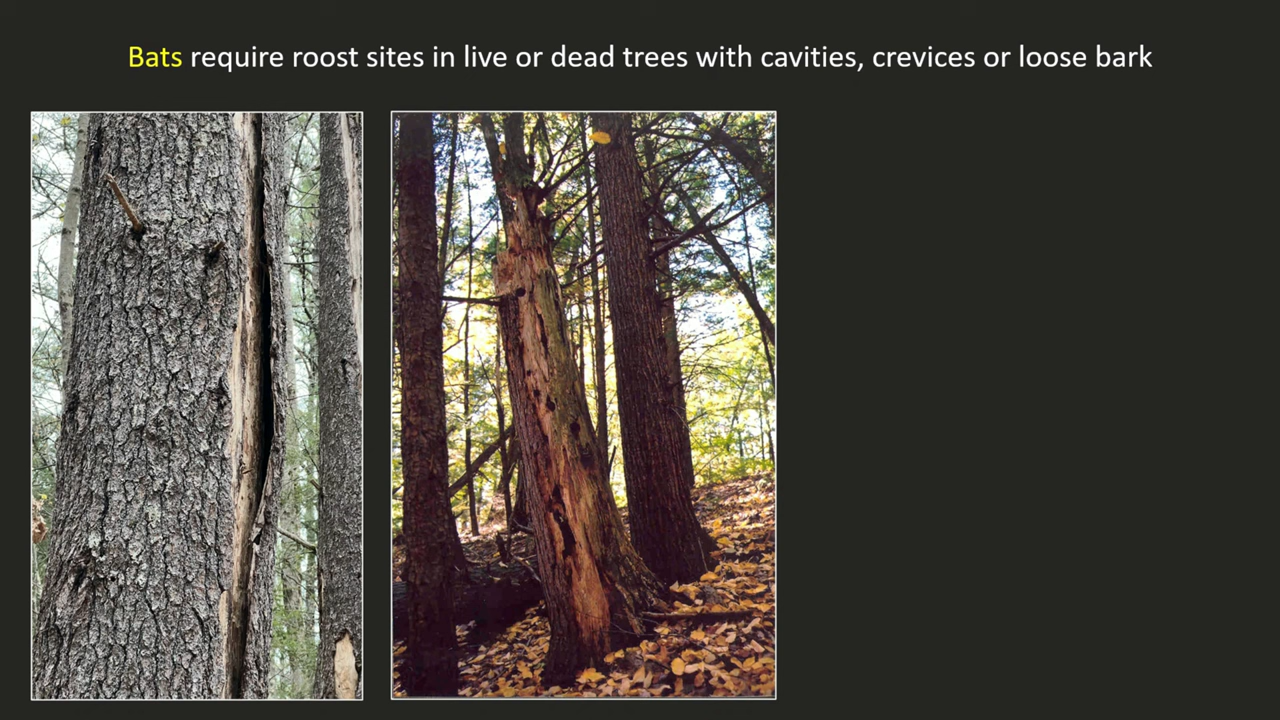 Bats require roost sites in live or dead trees with cavities, crevices or loose bark